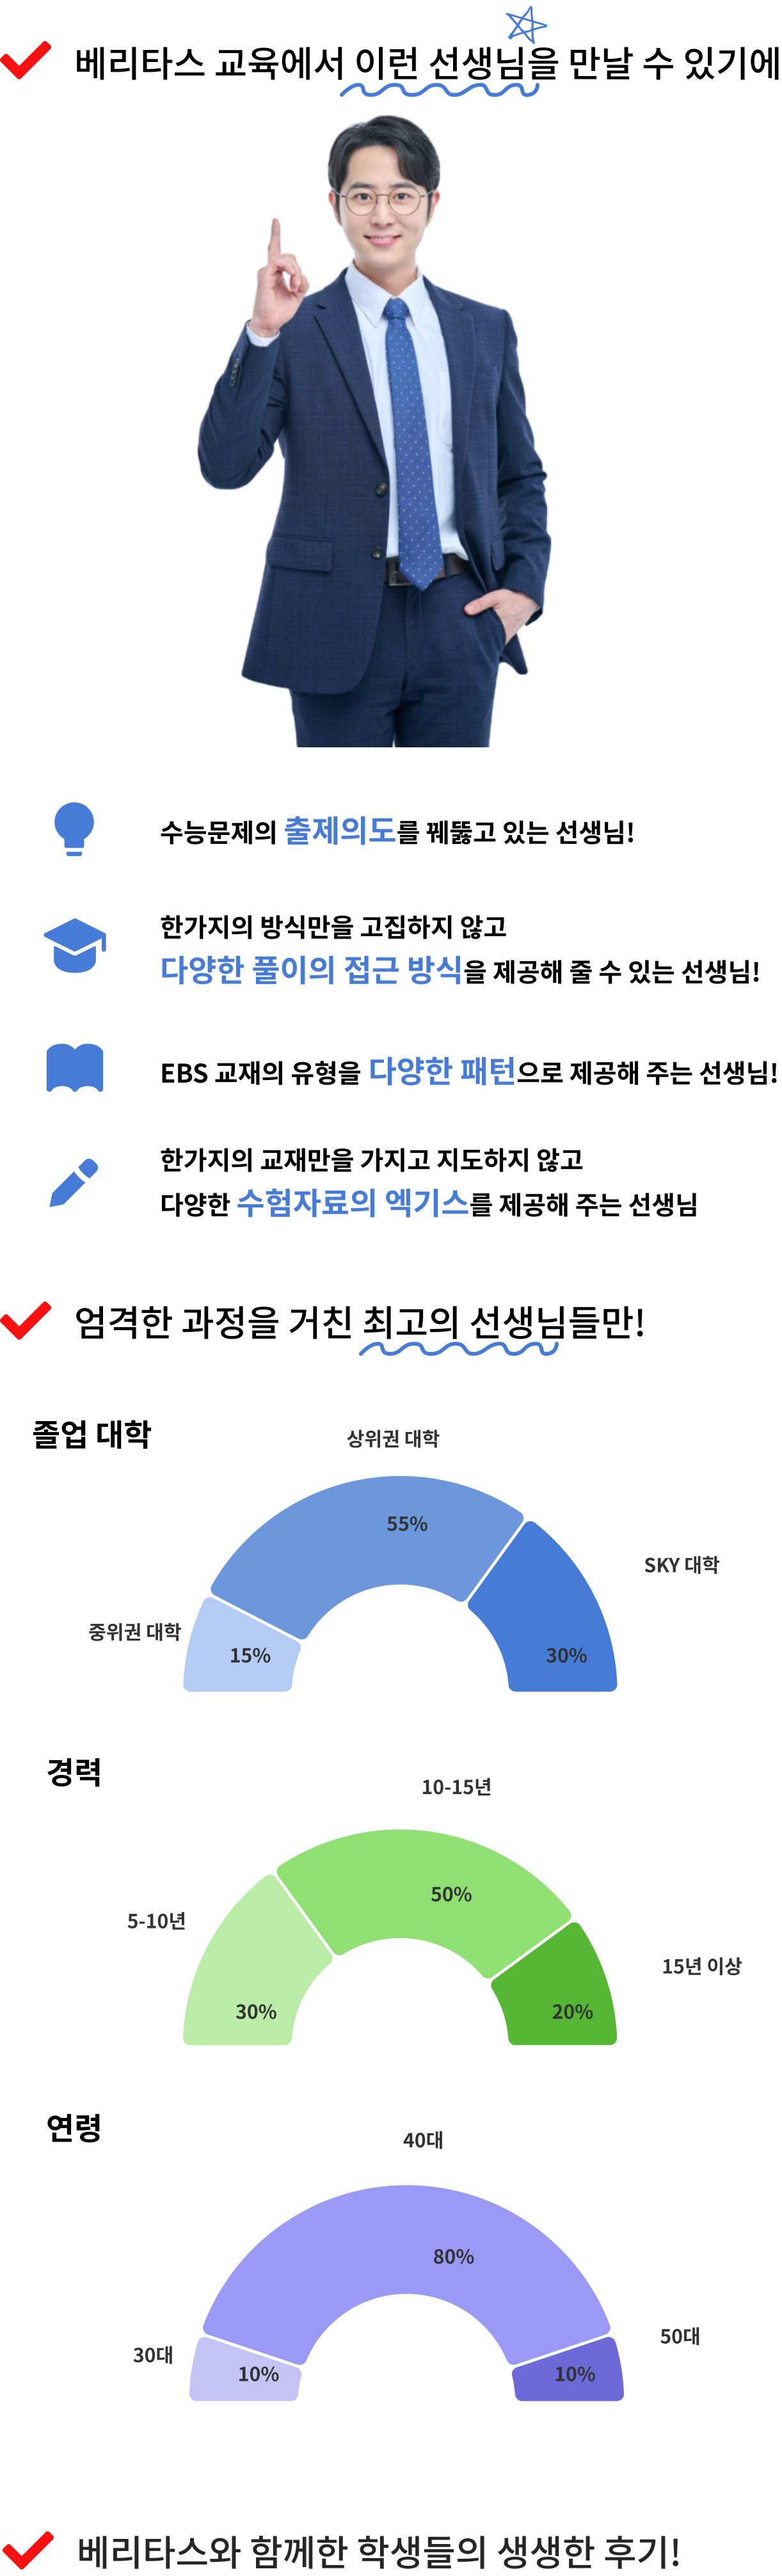 베리타스 교육에서 이런 선생님을 만날 수 있기에
수능문제의 출제의도를 꿰뚫고 있는 선생님!
한가지의 방식만을 고집하지 않고
다양한 풀이의 접근 방식을 제공해 줄 수 있는 선생님!
EBS 교재의 유형을 다양한 패턴으로 제공해 주는 선생님!
한가지의 교재만을 가지고 지도하지 않고
다양한 수험자료의 엑기스를 제공해 주는 선생님
엄격한 과정을 거친 최고의 선생님들만!
졸업 대학
상위권 대학
55%
SKY 대학
중위권 대학
15%
30%
경력
10-15년
50%
5-10년
15년 이상
30%
20%
연령
40대
80%
50대
30대
10%
10%
베리타스와 함께한 학생들의 생생한 후기!